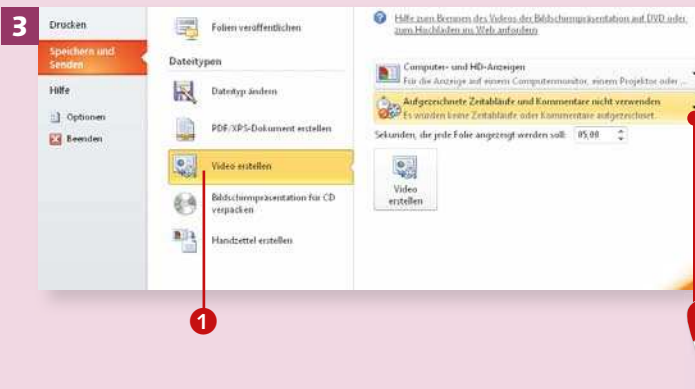 3
Drucken
Speichern und
Senden
Hilfe
Optionen
Beenden
Folien veröffentlichen
Dateitypen
Dateityp ändern
PDF/XPS-Dokument erstellen
Video erstellen
Bildschirmpräsentation für CD
verpacken
Handzettel erstellen
Hilfe zum Brennen des Videos der Bildschirmpräsentation auf DVD oder
zum Hochladen ins Web anfordern
Computer- und HD-Anzeigen
Für die Anzeige auf einem Computermonitor, einem Projektor oder ...
Aufgezeichnete Zeitabläufe und Kommentare nicht verwenden
Es wurden keine Zeitabläufe oder Kommentare aufgezeichnet.
Sekunden, die jede Folie angezeigt werden soll: 05,00
Video
erstellen
1